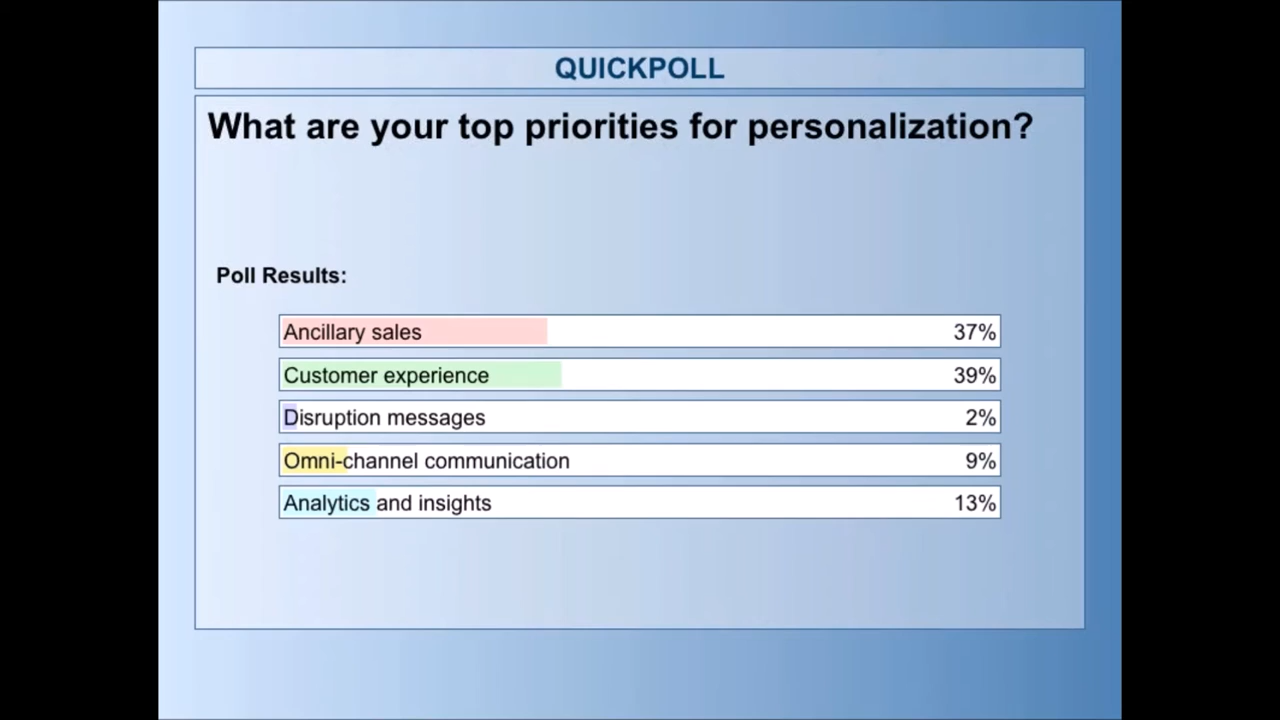 QUICKPOLL
What are your top priorities for personalization?
Poll Results:
Ancillary sales 37%
Customer experience 39%
Disruption messages 2%
Omni-channel communication 9%
Analytics and insights 13%